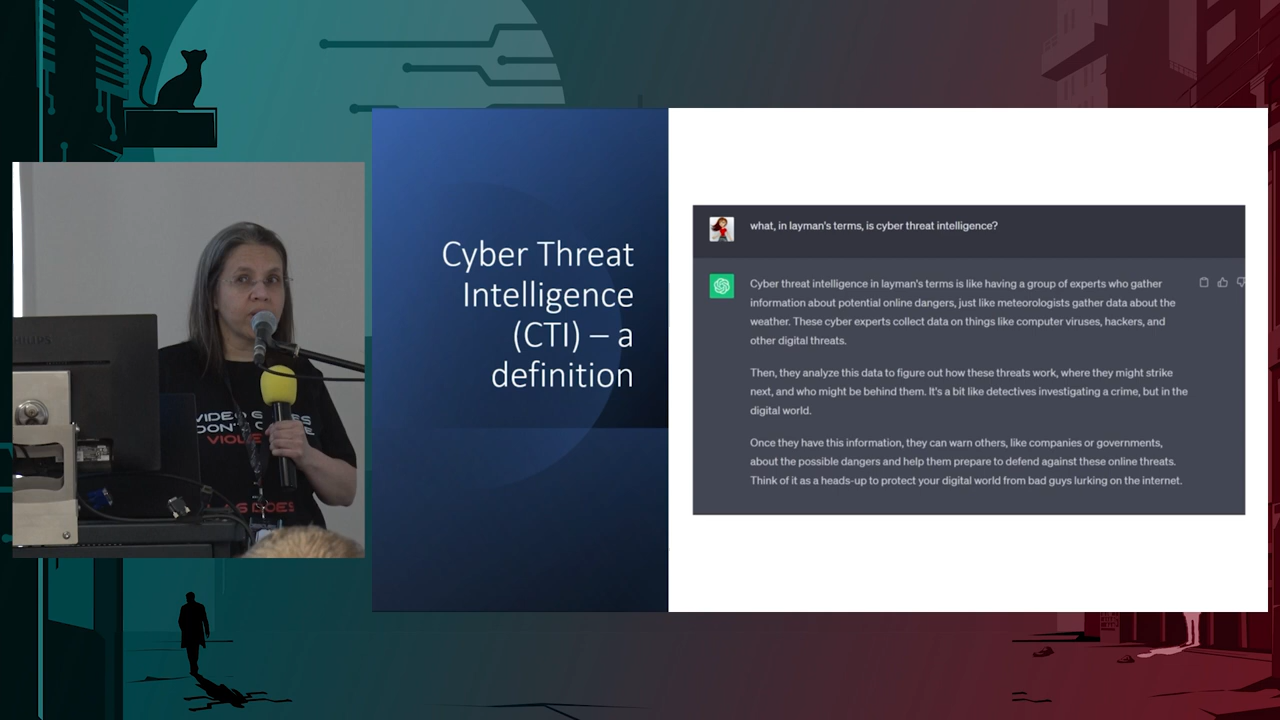 PHILIPS
VIDEO
DON'T
Cyber Threat
Intelligence
(CTI) – a
definition
what, in layman's terms, is cyber threat intelligence?
Cyber threat intelligence in layman's terms is like having a group of experts who gather
information about potential online dangers, just like meteorologists gather data about the
weather. These cyber experts collect data on things like computer viruses, hackers, and
other digital threats.
Then, they analyze this data to figure out how these threats work, where they might strike
next, and who might be behind them. It's a bit like detectives investigating a crime, but in the
digital world.
Once they have this information, they can warn others, like companies or governments,
about the possible dangers and help them prepare to defend against these online threats.
Think of it as a heads-up to protect your digital world from bad guys lurking on the internet.